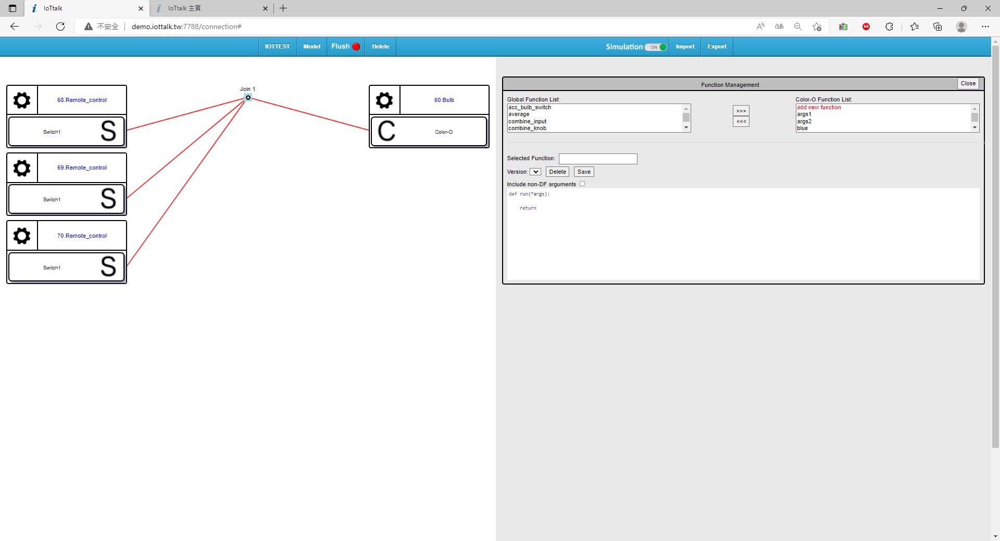 IoTtalk
IoTtalk 主頁
不安全
demo.iottalk.tw:7788/connection#
IOTTEST
Model
Flush
Delete
Simulation
ON
Import
Export
68.Remote_control
Switch1
S
69.Remote_control
Switch1
S
70.Remote_control
Switch1
S
Join 1
60.Bulb
C
Color-O
Function Management
Close
Global Function List:
acc_bulb_switch
average
combine_input
combine_knob
>>>
<<<
Color-O Function List:
add new function
args1
args2
blue
Selected Function:
Version:
Delete
Save
Include non-DF arguments
def run(*args):
return